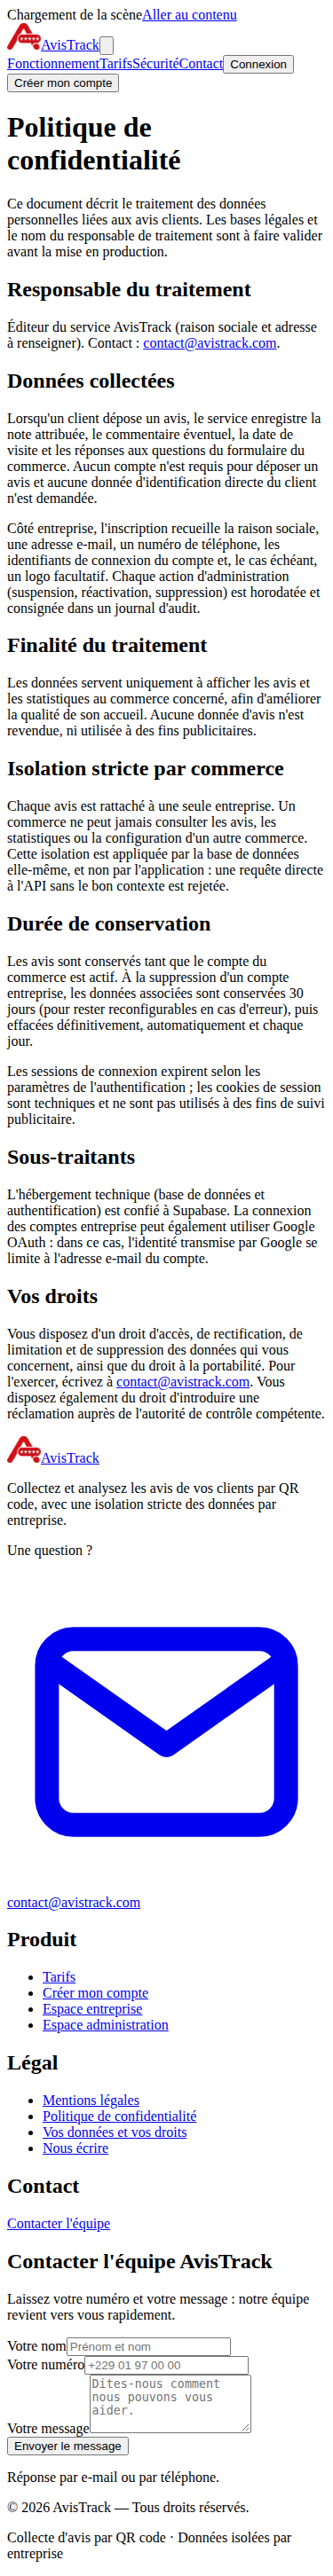 Chargement de la scèneAller au contenu
AvisTrack
FonctionnementTarifsSécuritéContact Connexion
Créer mon compte
Politique de
confidentialité
Ce document décrit le traitement des données
personnelles liées aux avis clients. Les bases légales et
le nom du responsable de traitement sont à faire valider
avant la mise en production.
Responsable du traitement
Éditeur du service AvisTrack (raison sociale et adresse
à renseigner). Contact : contact@avistrack.com.
Données collectées
Lorsqu'un client dépose un avis, le service enregistre la
note attribuée, le commentaire éventuel, la date de
visite et les réponses aux questions du formulaire du
commerce. Aucun compte n'est requis pour déposer un
avis et aucune donnée d'identification directe du client
n'est demandée.
Côté entreprise, l'inscription recueille la raison sociale,
une adresse e-mail, un numéro de téléphone, les
identifiants de connexion du compte et, le cas échéant,
un logo facultatif. Chaque action d'administration
(suspension, réactivation, suppression) est horodatée et
consignée dans un journal d'audit.
Finalité du traitement
Les données servent uniquement à afficher les avis et
les statistiques au commerce concerné, afin d'améliorer
la qualité de son accueil. Aucune donnée d'avis n'est
revendue, ni utilisée à des fins publicitaires.
Isolation stricte par commerce
Chaque avis est rattaché à une seule entreprise. Un
commerce ne peut jamais consulter les avis, les
statistiques ou la configuration d'un autre commerce.
Cette isolation est appliquée par la base de données
elle-même, et non par l'application : une requête directe
à l'API sans le bon contexte est rejetée.
Durée de conservation
Les avis sont conservés tant que le compte du
commerce est actif. À la suppression d'un compte
entreprise, les données associées sont conservées 30
jours (pour rester reconfigurables en cas d'erreur), puis
effacées définitivement, automatiquement et chaque
jour.
Les sessions de connexion expirent selon les
paramètres de l'authentification ; les cookies de session
sont techniques et ne sont pas utilisés à des fins de suivi
publicitaire.
Sous-traitants
L'hébergement technique (base de données et
authentification) est confié à Supabase. La connexion
des comptes entreprise peut également utiliser Google
OAuth : dans ce cas, l'identité transmise par Google se
limite à l'adresse e-mail du compte.
Vos droits
Vous disposez d'un droit d'accès, de rectification, de
limitation et de suppression des données qui vous
concernent, ainsi que du droit à la portabilité. Pour
l'exercer, écrivez à contact@avistrack.com. Vous
disposez également du droit d'introduire une
réclamation auprès de l'autorité de contrôle compétente.
AvisTrack
Collectez et analysez les avis de vos clients par QR
code, avec une isolation stricte des données par
entreprise.
Une question ?
contact@avistrack.com
Produit
Tarifs
Créer mon compte
Espace entreprise
Espace administration
Légal
Mentions légales
Politique de confidentialité
Vos données et vos droits
Nous écrire
Contact
Contacter l'équipe
Contacter l'équipe AvisTrack
Laissez votre numéro et votre message : notre équipe
revient vers vous rapidement.
Votre nom Prénom et nom
Votre numéro +229 01 97 00 00
Dites-nous comment
nous pouvons vous
aider.
Votre message
Envoyer le message
Réponse par e-mail ou par téléphone.
© 2026 AvisTrack — Tous droits réservés.
Collecte d'avis par QR code · Données isolées par
entreprise